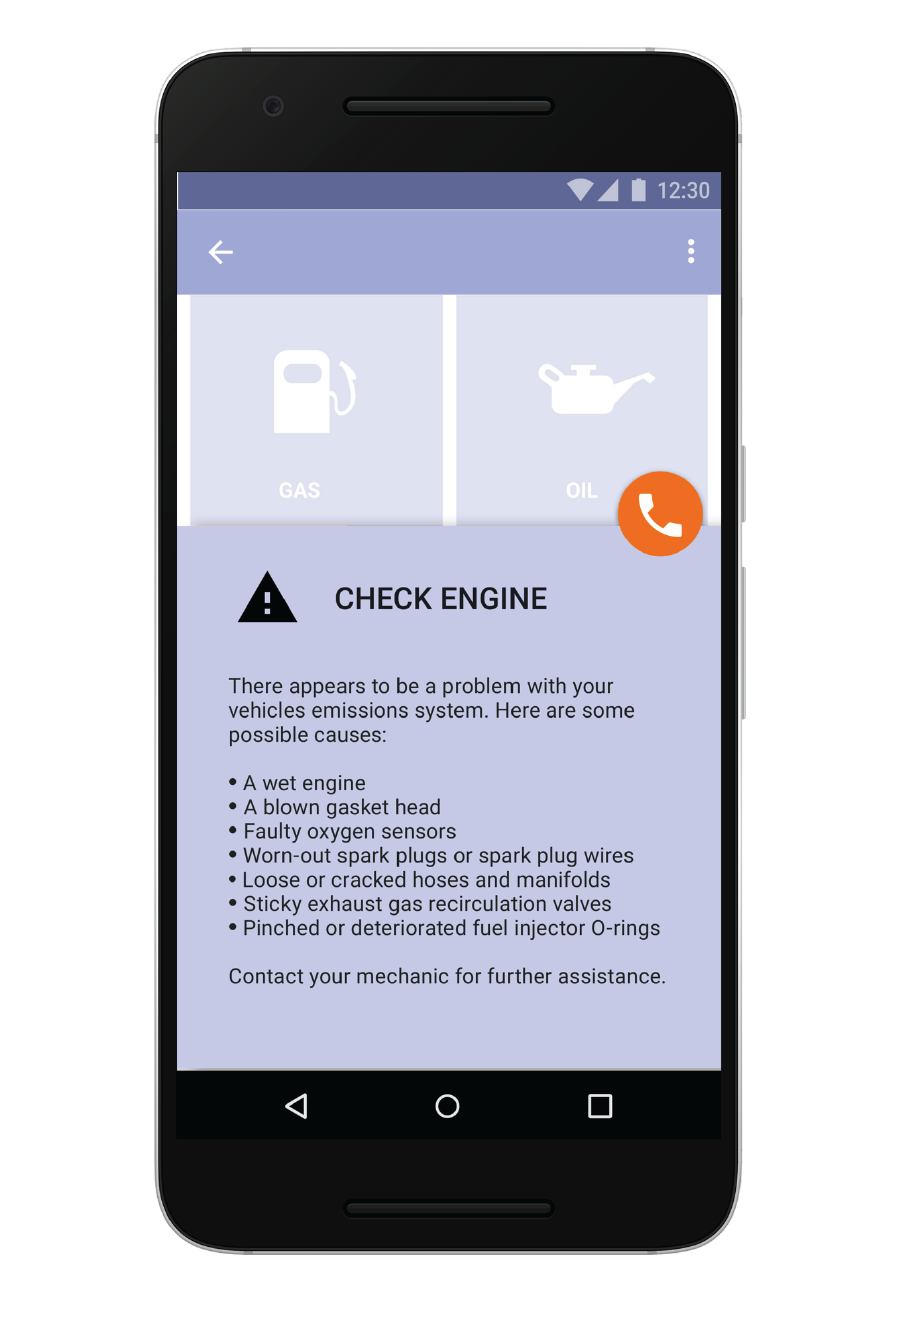 12:30
GAS OIL
CHECK ENGINE
There appears to be a problem with your
vehicles emissions system. Here are some
possible causes:
• A wet engine
• A blown gasket head
• Faulty oxygen sensors
• Worn-out spark plugs or spark plug wires
• Loose or cracked hoses and manifolds
• Sticky exhaust gas recirculation valves
• Pinched or deteriorated fuel injector O-rings
Contact your mechanic for further assistance.